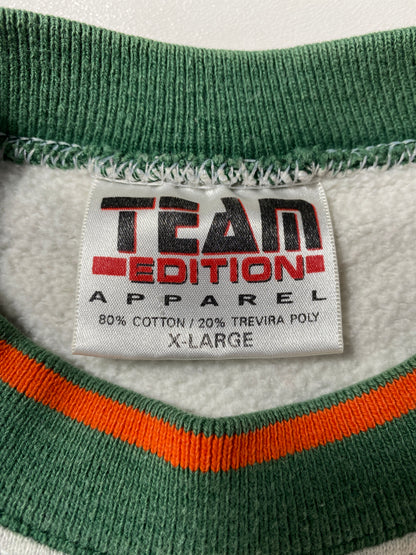 TEAM
EDITION
APPAREL
80% COTTON / 20% TREVIRA POLY
X-LARGE